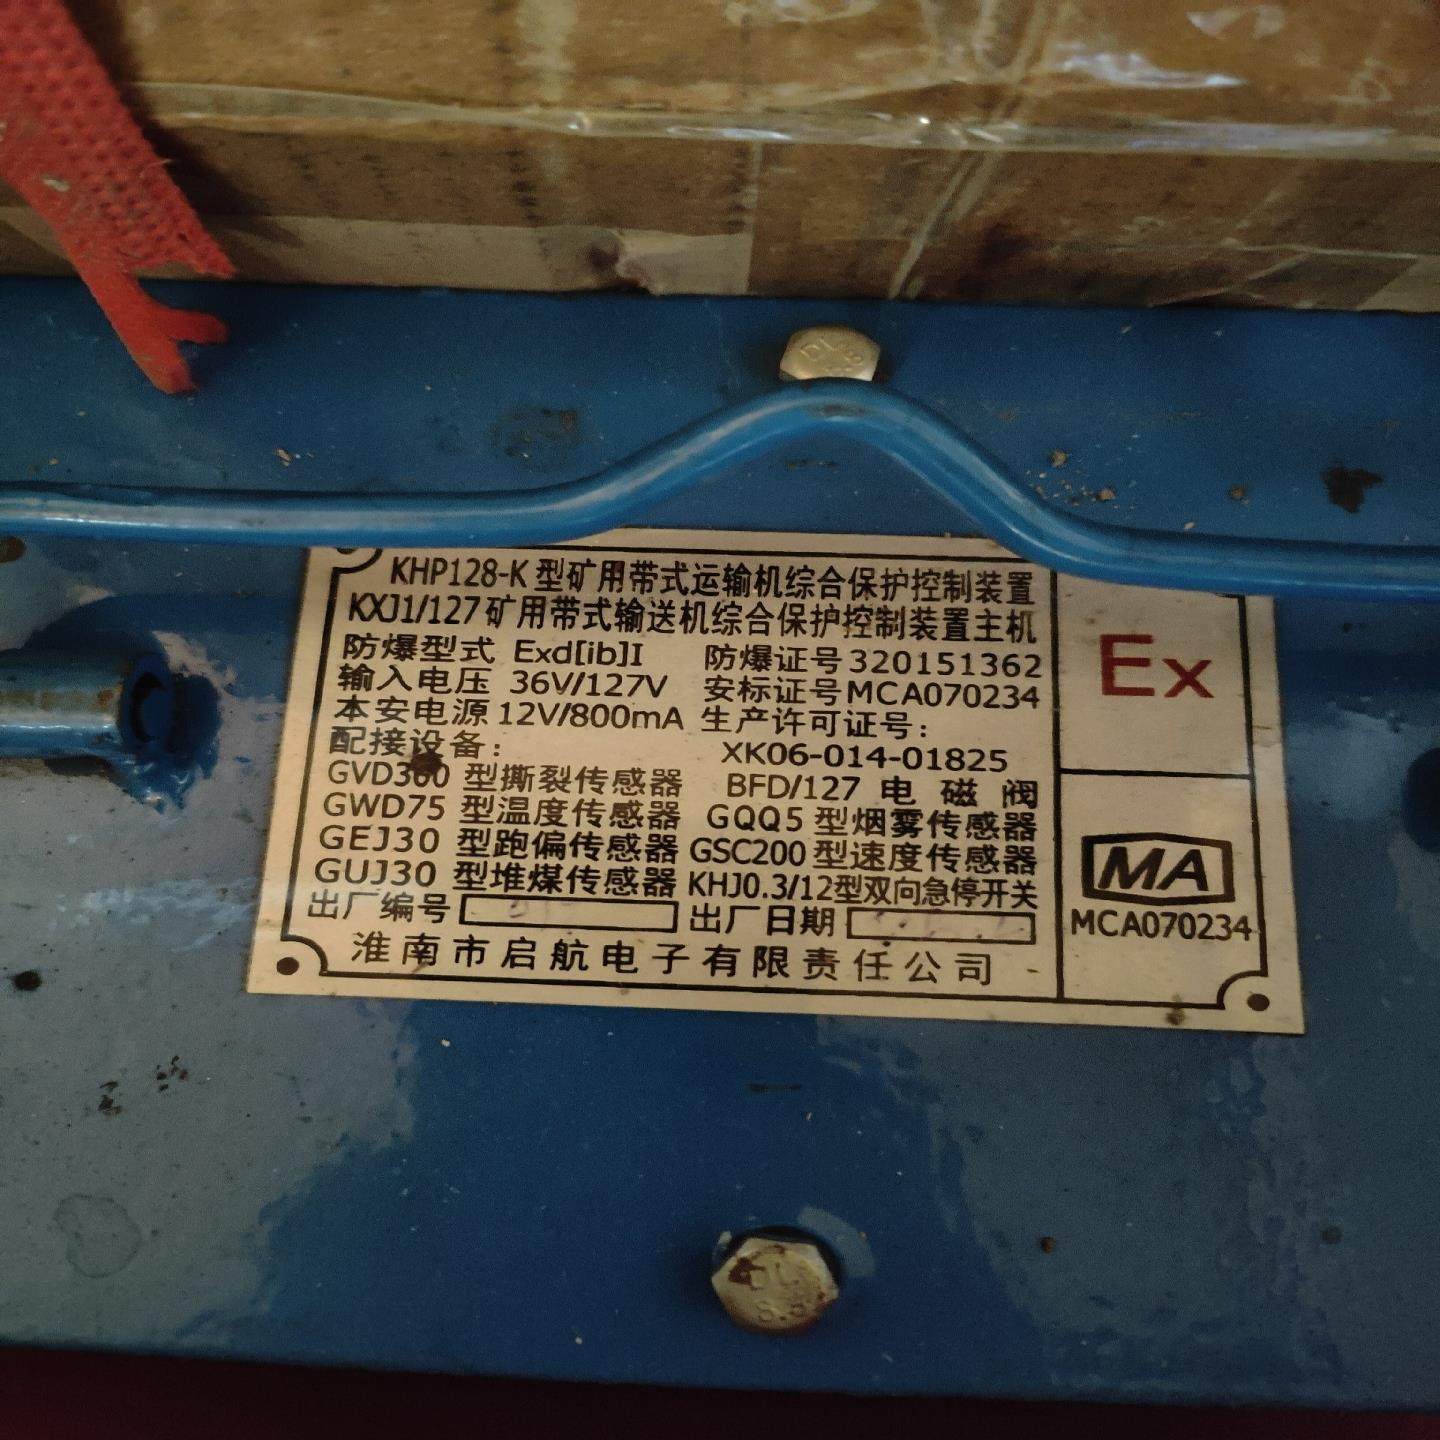 KHP128-K 型矿用带式运输机综合保护控制装置
KXJ1/127 矿用带式输送机综合保护控制装置主机
防爆型式 Exd[ib]I 防爆证号 320151362
输入电压 36V/127V 安标证号 MCA070234
本安电源 12V/800mA 生产许可证号:
配接设备: XK06-014-01825
GVD300 型撕裂传感器 BFD/127 电磁阀
GWD75 型温度传感器 GQQ5 型烟雾传感器
GEJ30 型跑偏传感器 GSC200 型速度传感器
GUJ30 型堆煤传感器 KHJ0.3/12型双向急停开关
出厂编号 出厂日期
淮南市启航电子有限责任公司
Ex
MA
MCA070234
8.8